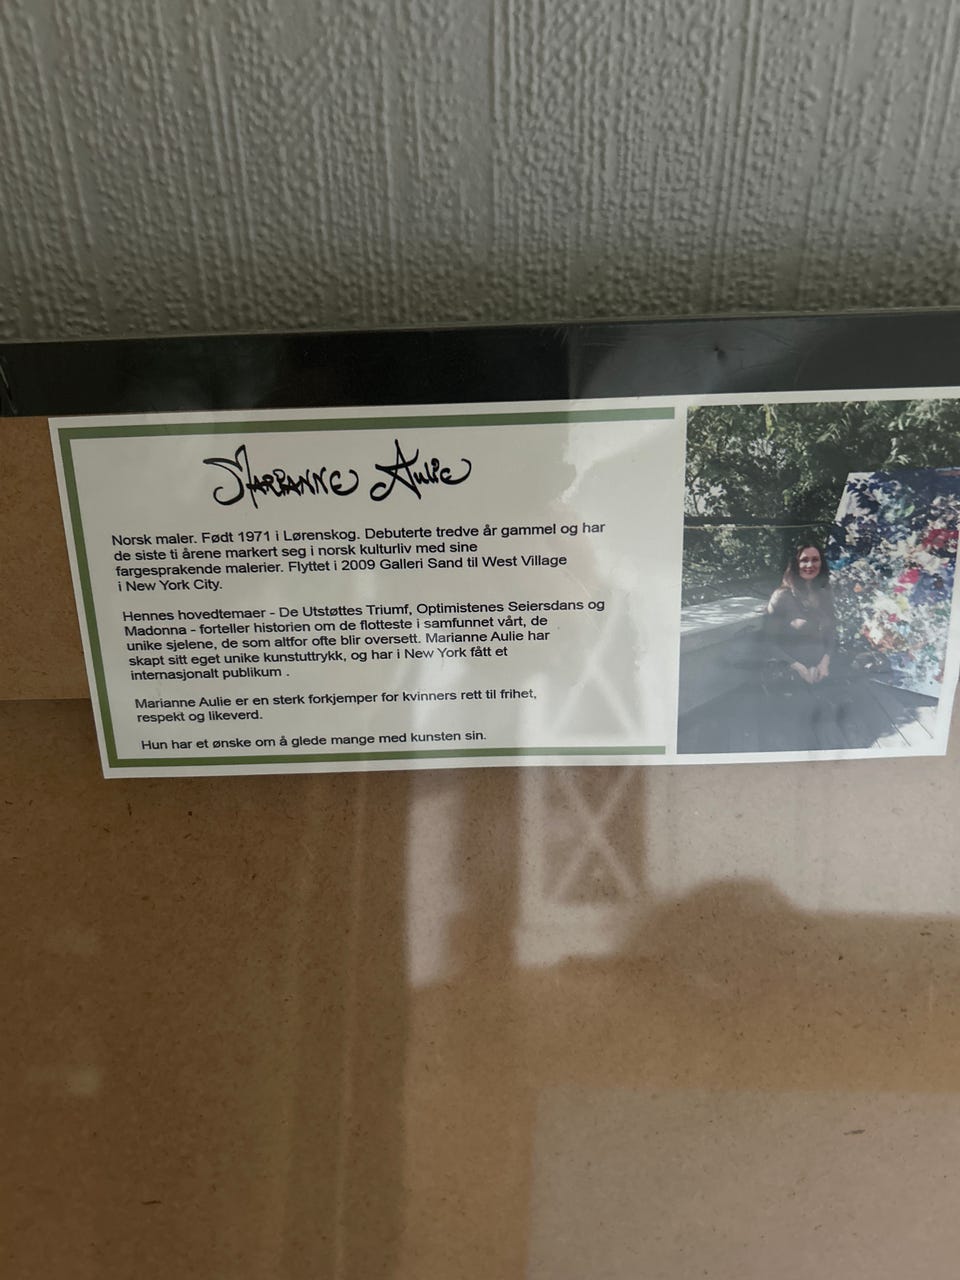 Marianne Aulie
Norsk maler. Født 1971 i Lørenskog. Debuterte tredve år gammel og har
de siste ti årene markert seg i norsk kulturliv med sine
fargesprakende malerier. Flyttet i 2009 Galleri Sand til West Village
i New York City.
Hennes hovedtemaer - De Utstøttes Triumf, Optimistenes Seiersdans og
Madonna - forteller historien om de flotteste i samfunnet vårt, de
unike sjelene, de som altfor ofte blir oversett. Marianne Aulie har
skapt sitt eget unike kunstuttrykk, og har i New York fått et
internasjonalt publikum .
Marianne Aulie er en sterk forkjemper for kvinners rett til frihet,
respekt og likeverd.
Hun har et ønske om å glede mange med kunsten sin.